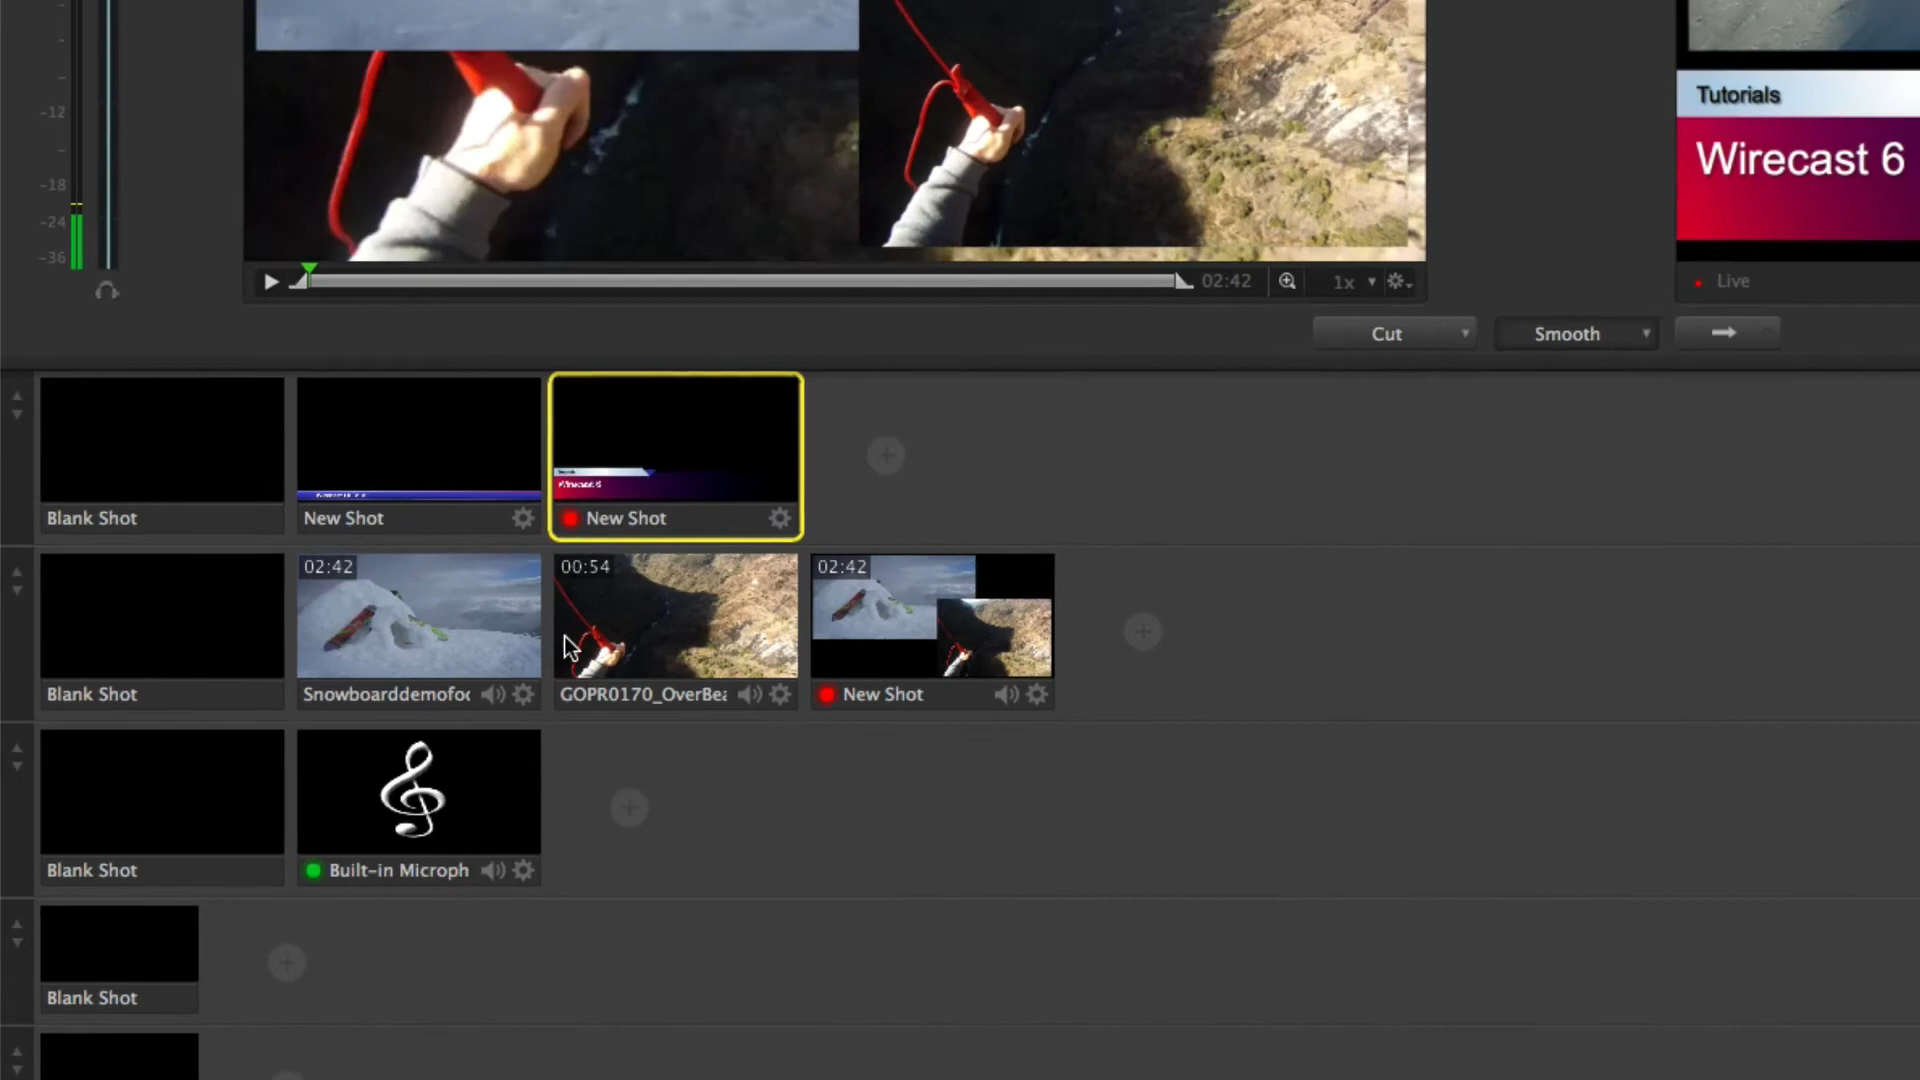 -12
-18
-24
-36
Tutorials
Wirecast 6
02:42
1x
Live
Cut
Smooth
Blank Shot
New Shot
Wirecast 6
New Shot
02:42
00:54
02:42
Blank Shot
Snowboarddemofoo
GOPR0170_OverBea
New Shot
Blank Shot
Built-in Microph
Blank Shot